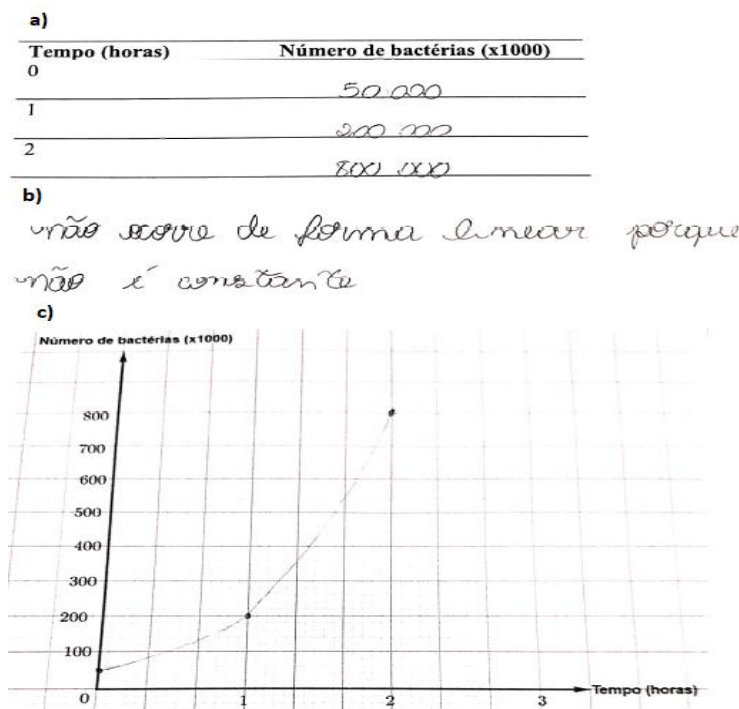 a)
Tempo (horas) Número de bactérias (x1000)
0
50.000
1
200 000
2
800 000
b)
não ocorre de forma linear porque
não é constante
c)
Número de bactérias (x1000)
800
700
600
500
400
300
200
100
0 1 2 3 Tempo (horas)